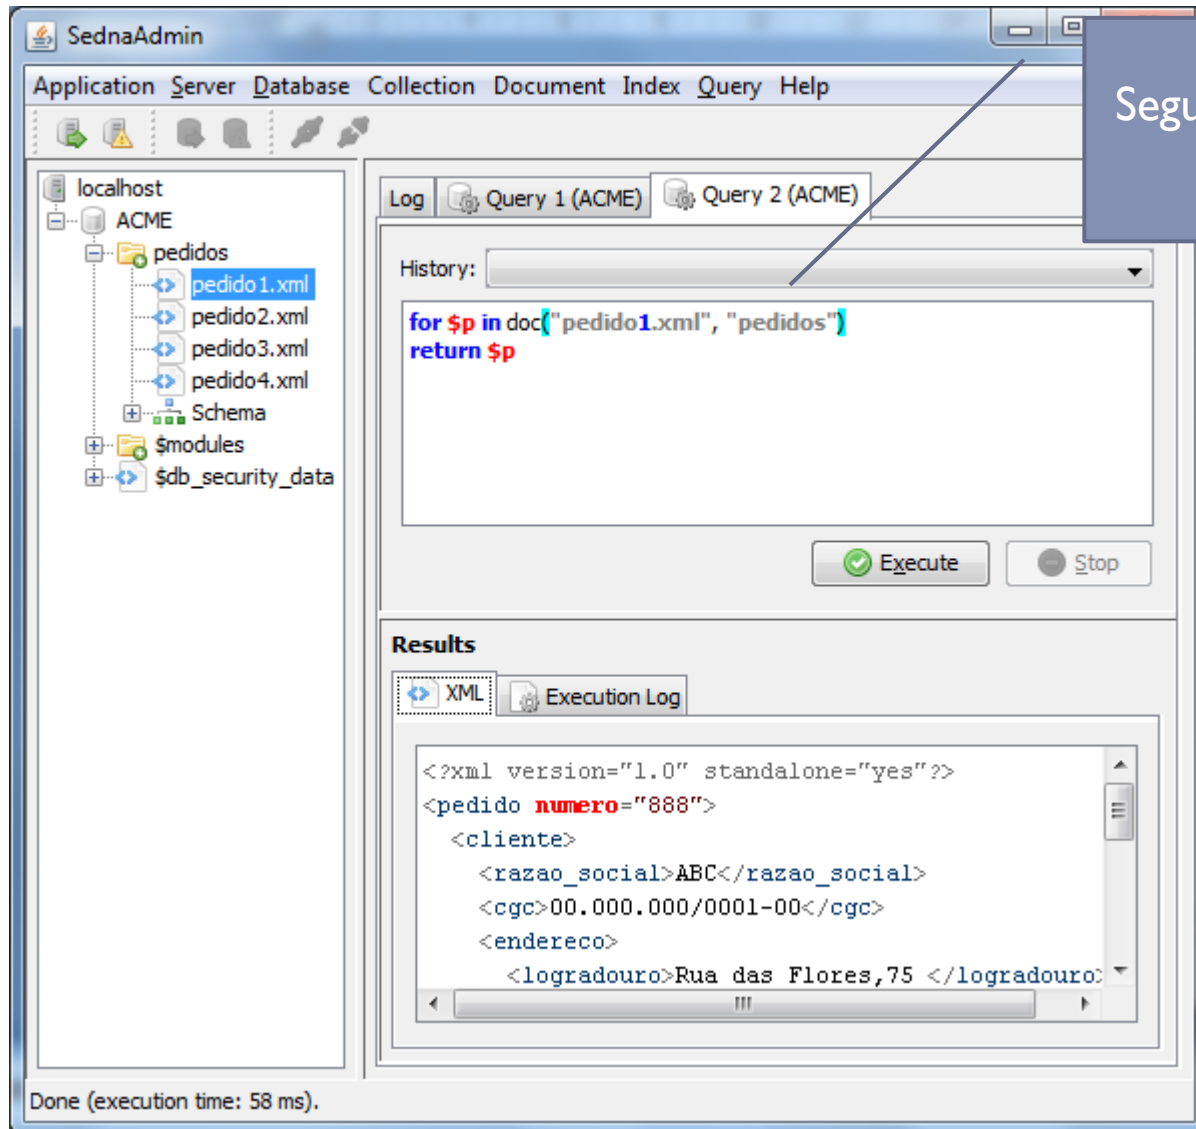 SednaAdmin
Application Server Database Collection Document Index Query Help
Segu
localhost
ACME
pedidos
pedido1.xml
pedido2.xml
pedido3.xml
pedido4.xml
Schema
$modules
$db_security_data
Log Query 1 (ACME) Query 2 (ACME)
History:
for $p in doc("pedido1.xml", "pedidos")
return $p
Execute Stop
Results
XML Execution Log
<?xml version="1.0" standalone="yes"?>
<pedido numero="888">
<cliente>
<razao_social>ABC</razao_social>
<cgc>00.000.000/0001-00</cgc>
<endereco>
<logradouro>Rua das Flores,75 </logradouro>
Done (execution time: 58 ms).